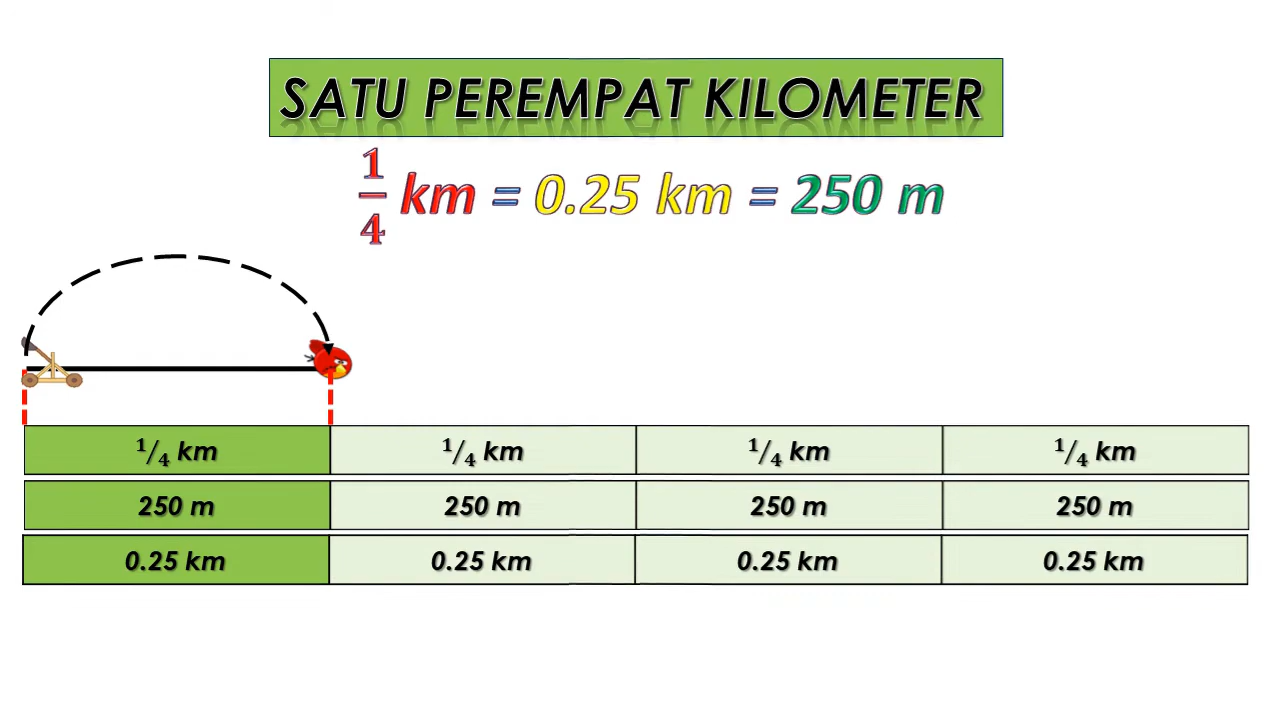 SATU PEREMPAT KILOMETER
1/4 km = 0.25 km = 250 m
1/4 km 1/4 km 1/4 km 1/4 km
250 m 250 m 250 m 250 m
0.25 km 0.25 km 0.25 km 0.25 km